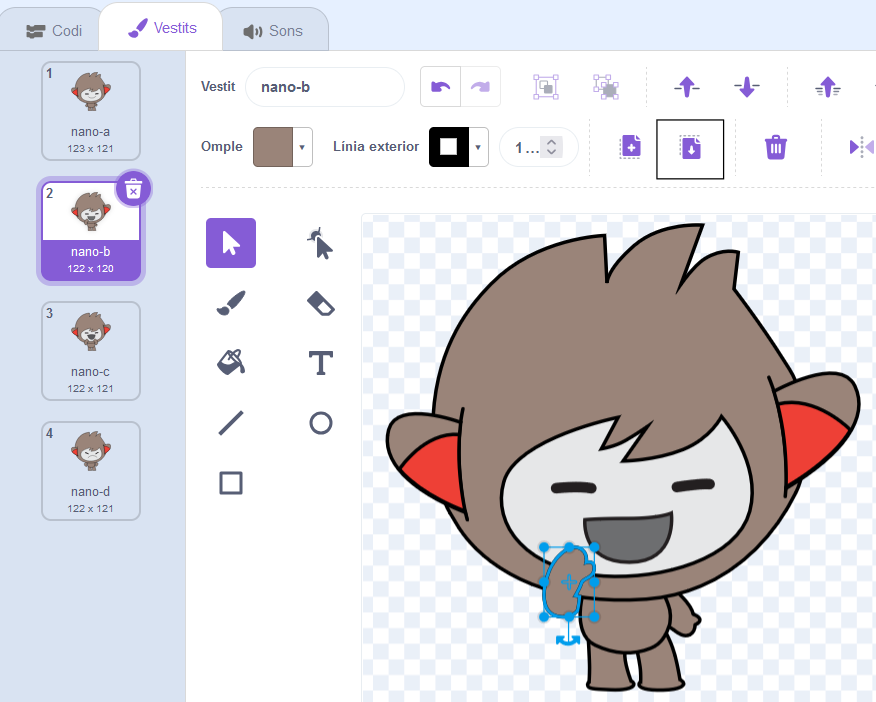 Codi
Vestits
Sons
1
nano-a
123 x 121
2
nano-b
122 x 120
3
nano-c
122 x 121
4
nano-d
122 x 121
Vestit
nano-b
Omple
Línia exterior
1...